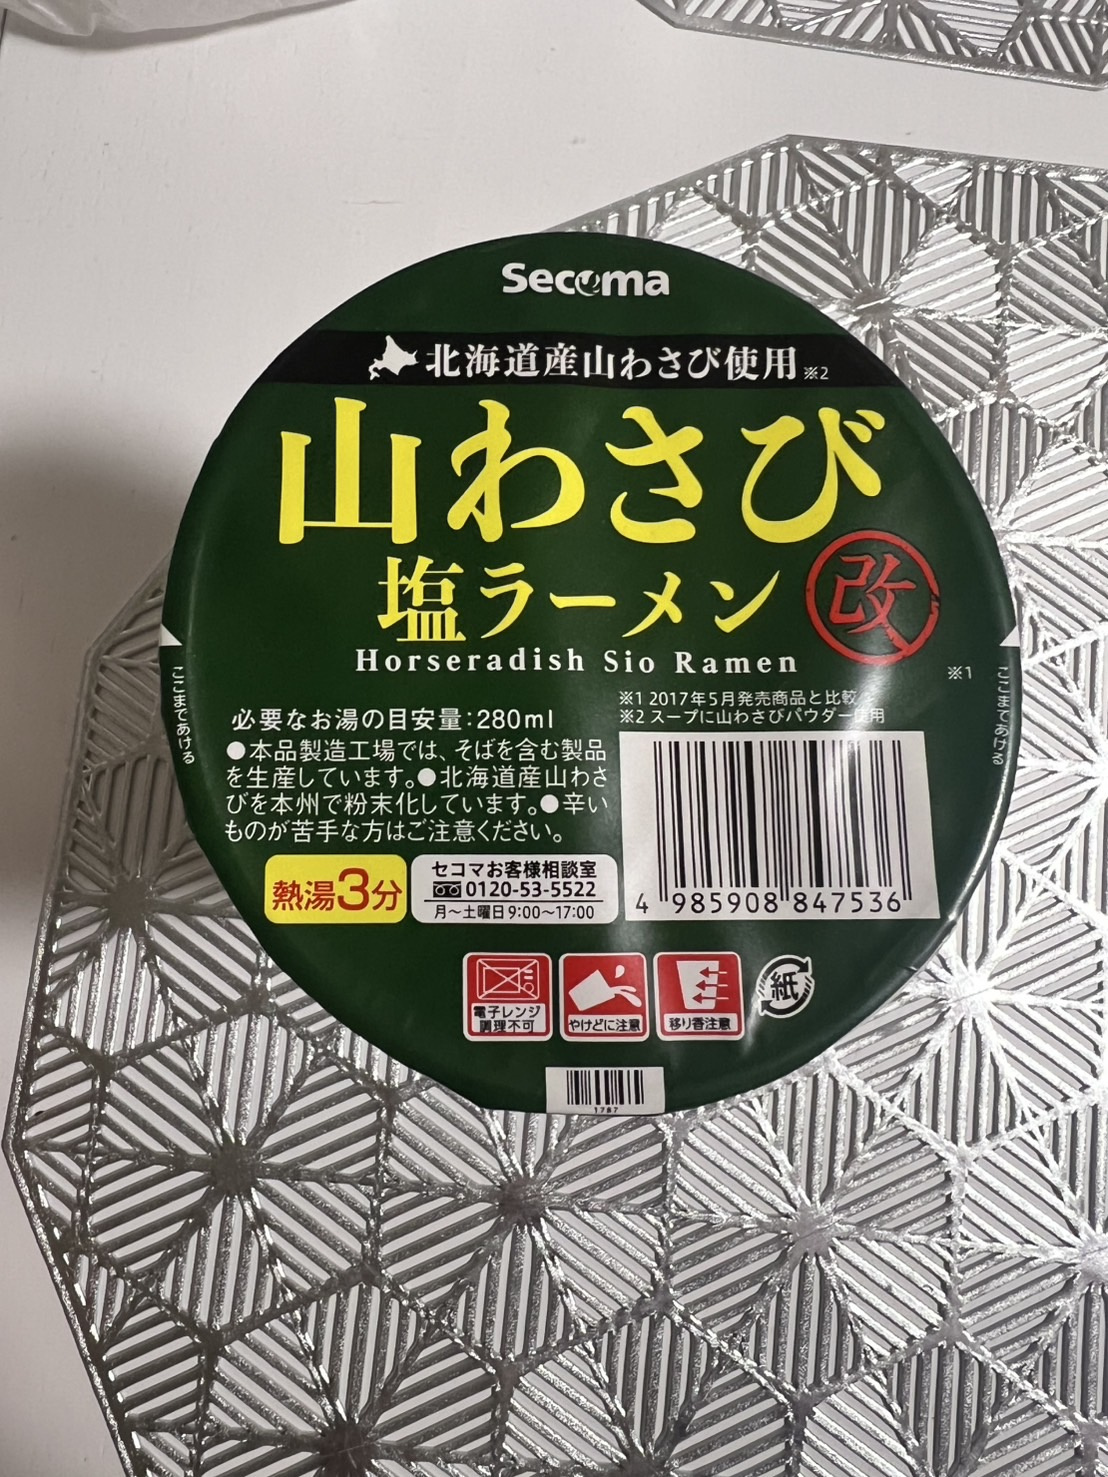 Secoma
北海道産山わさび使用※2
山わさび
塩ラーメン
改
Horseradish Sio Ramen
※1
※1 2017年5月発売商品と比較
※2 スープに山わさびパウダー使用
ここまであける
ここまであける
必要なお湯の目安量:280ml
●本品製造工場では、そばを含む製品
を生産しています。●北海道産山わさ
びを本州で粉末化しています。●辛い
ものが苦手な方はご注意ください。
熱湯3分
セコマお客様相談室
0120-53-5522
月〜土曜日9:00〜17:00
4 985908 847536
電子レンジ
調理不可
やけどに注意
移り香注意
紙
1787